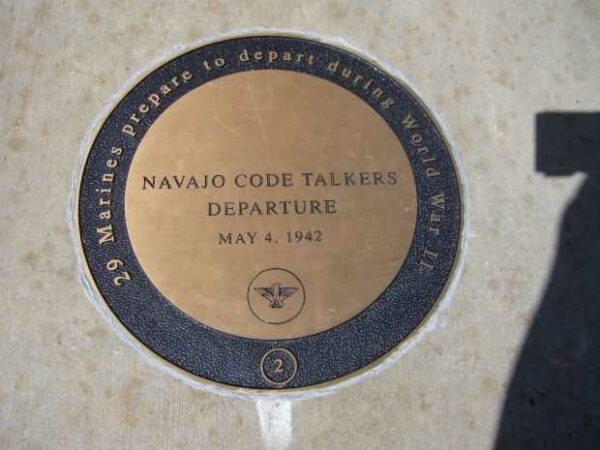 29 Marines prepare to depart during World War II
NAVAJO CODE TALKERS
DEPARTURE
MAY 4, 1942
2